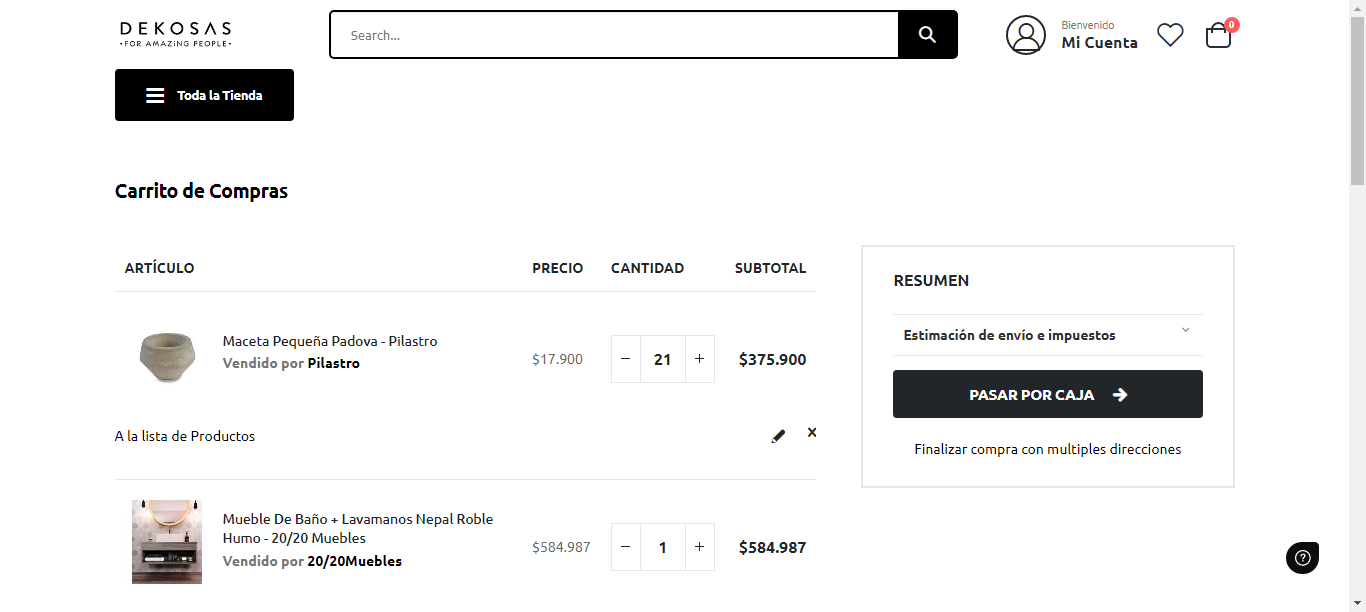 DEKOSAS
•FOR AMAZING PEOPLE•
Search...
Bienvenido
Mi Cuenta
0
Toda la Tienda
Carrito de Compras
ARTÍCULO PRECIO CANTIDAD SUBTOTAL
Maceta Pequeña Padova - Pilastro
Vendido por Pilastro
$17.900 − 21 + $375.900
A la lista de Productos
Mueble De Baño + Lavamanos Nepal Roble
Humo - 20/20 Muebles
Vendido por 20/20Muebles
$584.987 − 1 + $584.987
RESUMEN
Estimación de envío e impuestos
PASAR POR CAJA
Finalizar compra con multiples direcciones